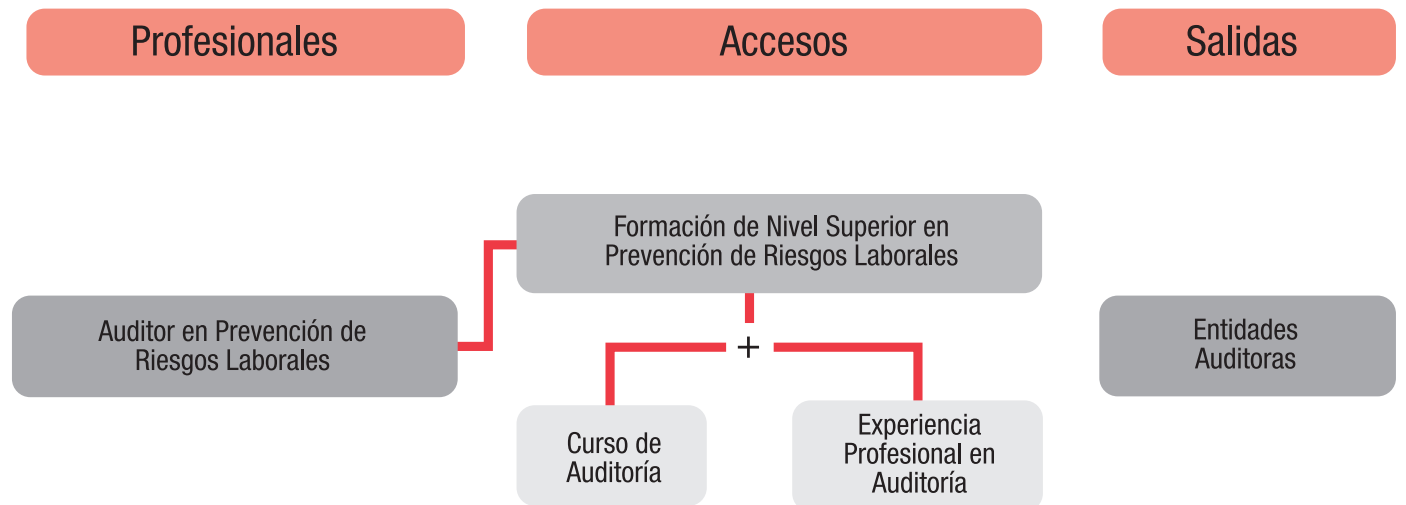 Profesionales
Accesos
Salidas
Formación de Nivel Superior en
Prevención de Riesgos Laborales
Auditor en Prevención de
Riesgos Laborales
+
Entidades
Auditoras
Curso de
Auditoría
Experiencia
Profesional en
Auditoría